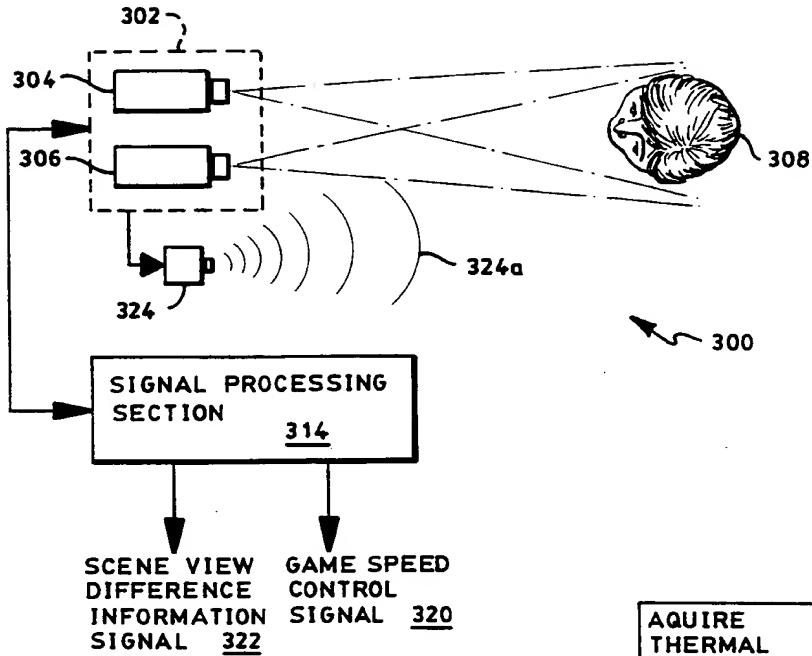 302
304
306
308
324
324a
300
SIGNAL PROCESSING
SECTION
314
SCENE VIEW
DIFFERENCE
INFORMATION
SIGNAL 322
GAME SPEED
CONTROL
SIGNAL 320
AQUIRE
THERMAL